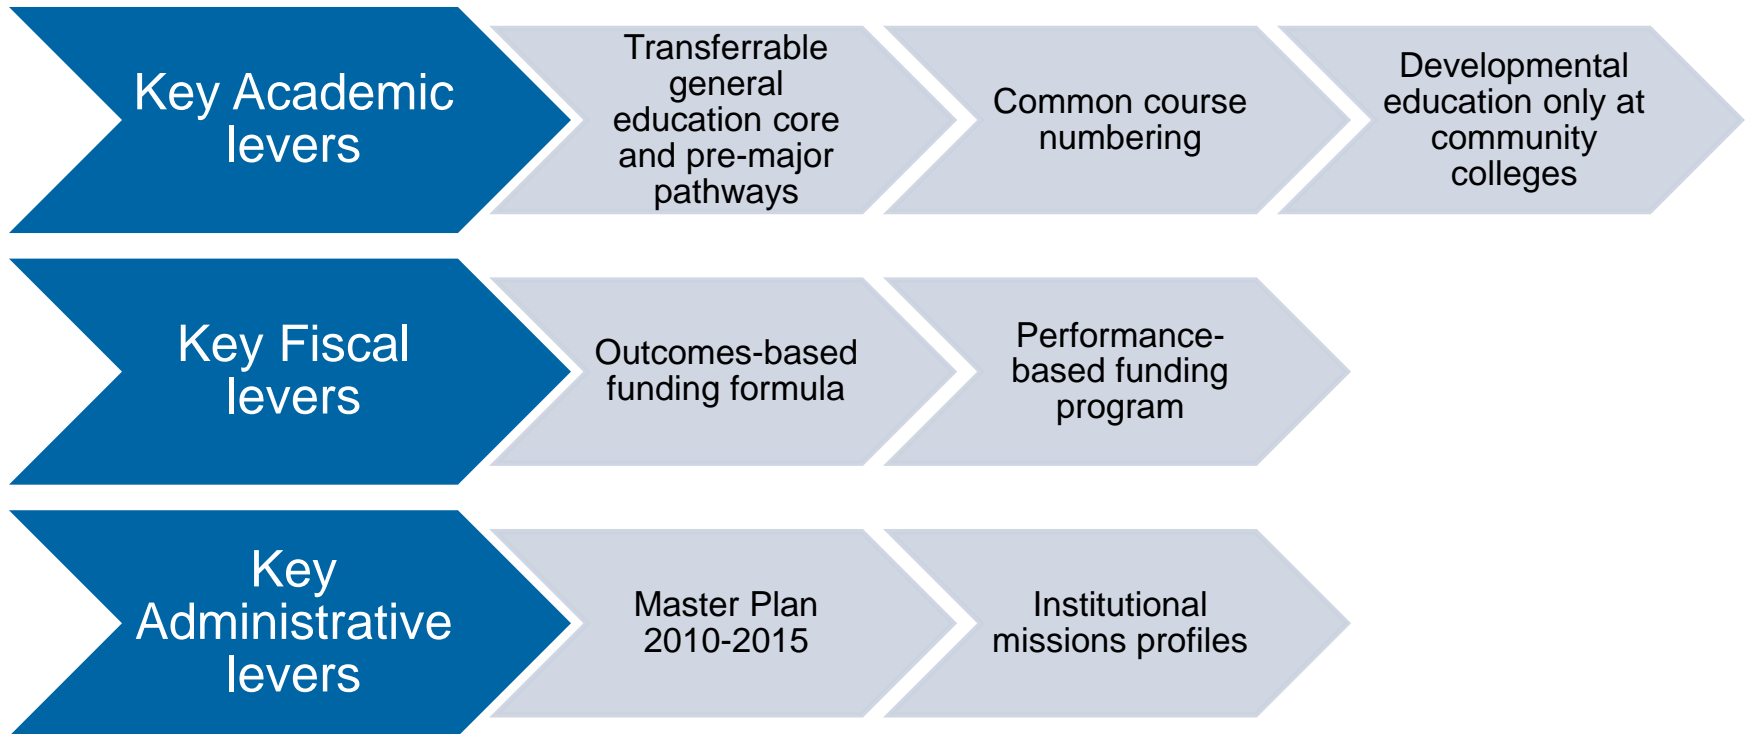 Key Academic
levers
Transferrable
general
education core
and pre-major
pathways
Common course
numbering
Developmental
education only at
community
colleges
Key Fiscal
levers
Outcomes-based
funding formula
Performance-
based funding
program
Key
Administrative
levers
Master Plan
2010-2015
Institutional
missions profiles